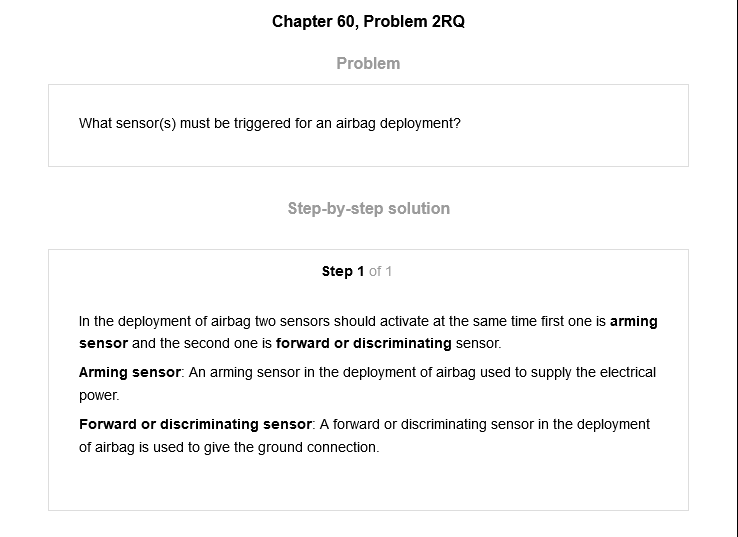 Chapter 60, Problem 2RQ
Problem
What sensor(s) must be triggered for an airbag deployment?
Step-by-step solution
Step 1 of 1
In the deployment of airbag two sensors should activate at the same time first one is arming
sensor and the second one is forward or discriminating sensor.
Arming sensor: An arming sensor in the deployment of airbag used to supply the electrical
power.
Forward or discriminating sensor: A forward or discriminating sensor in the deployment
of airbag is used to give the ground connection.